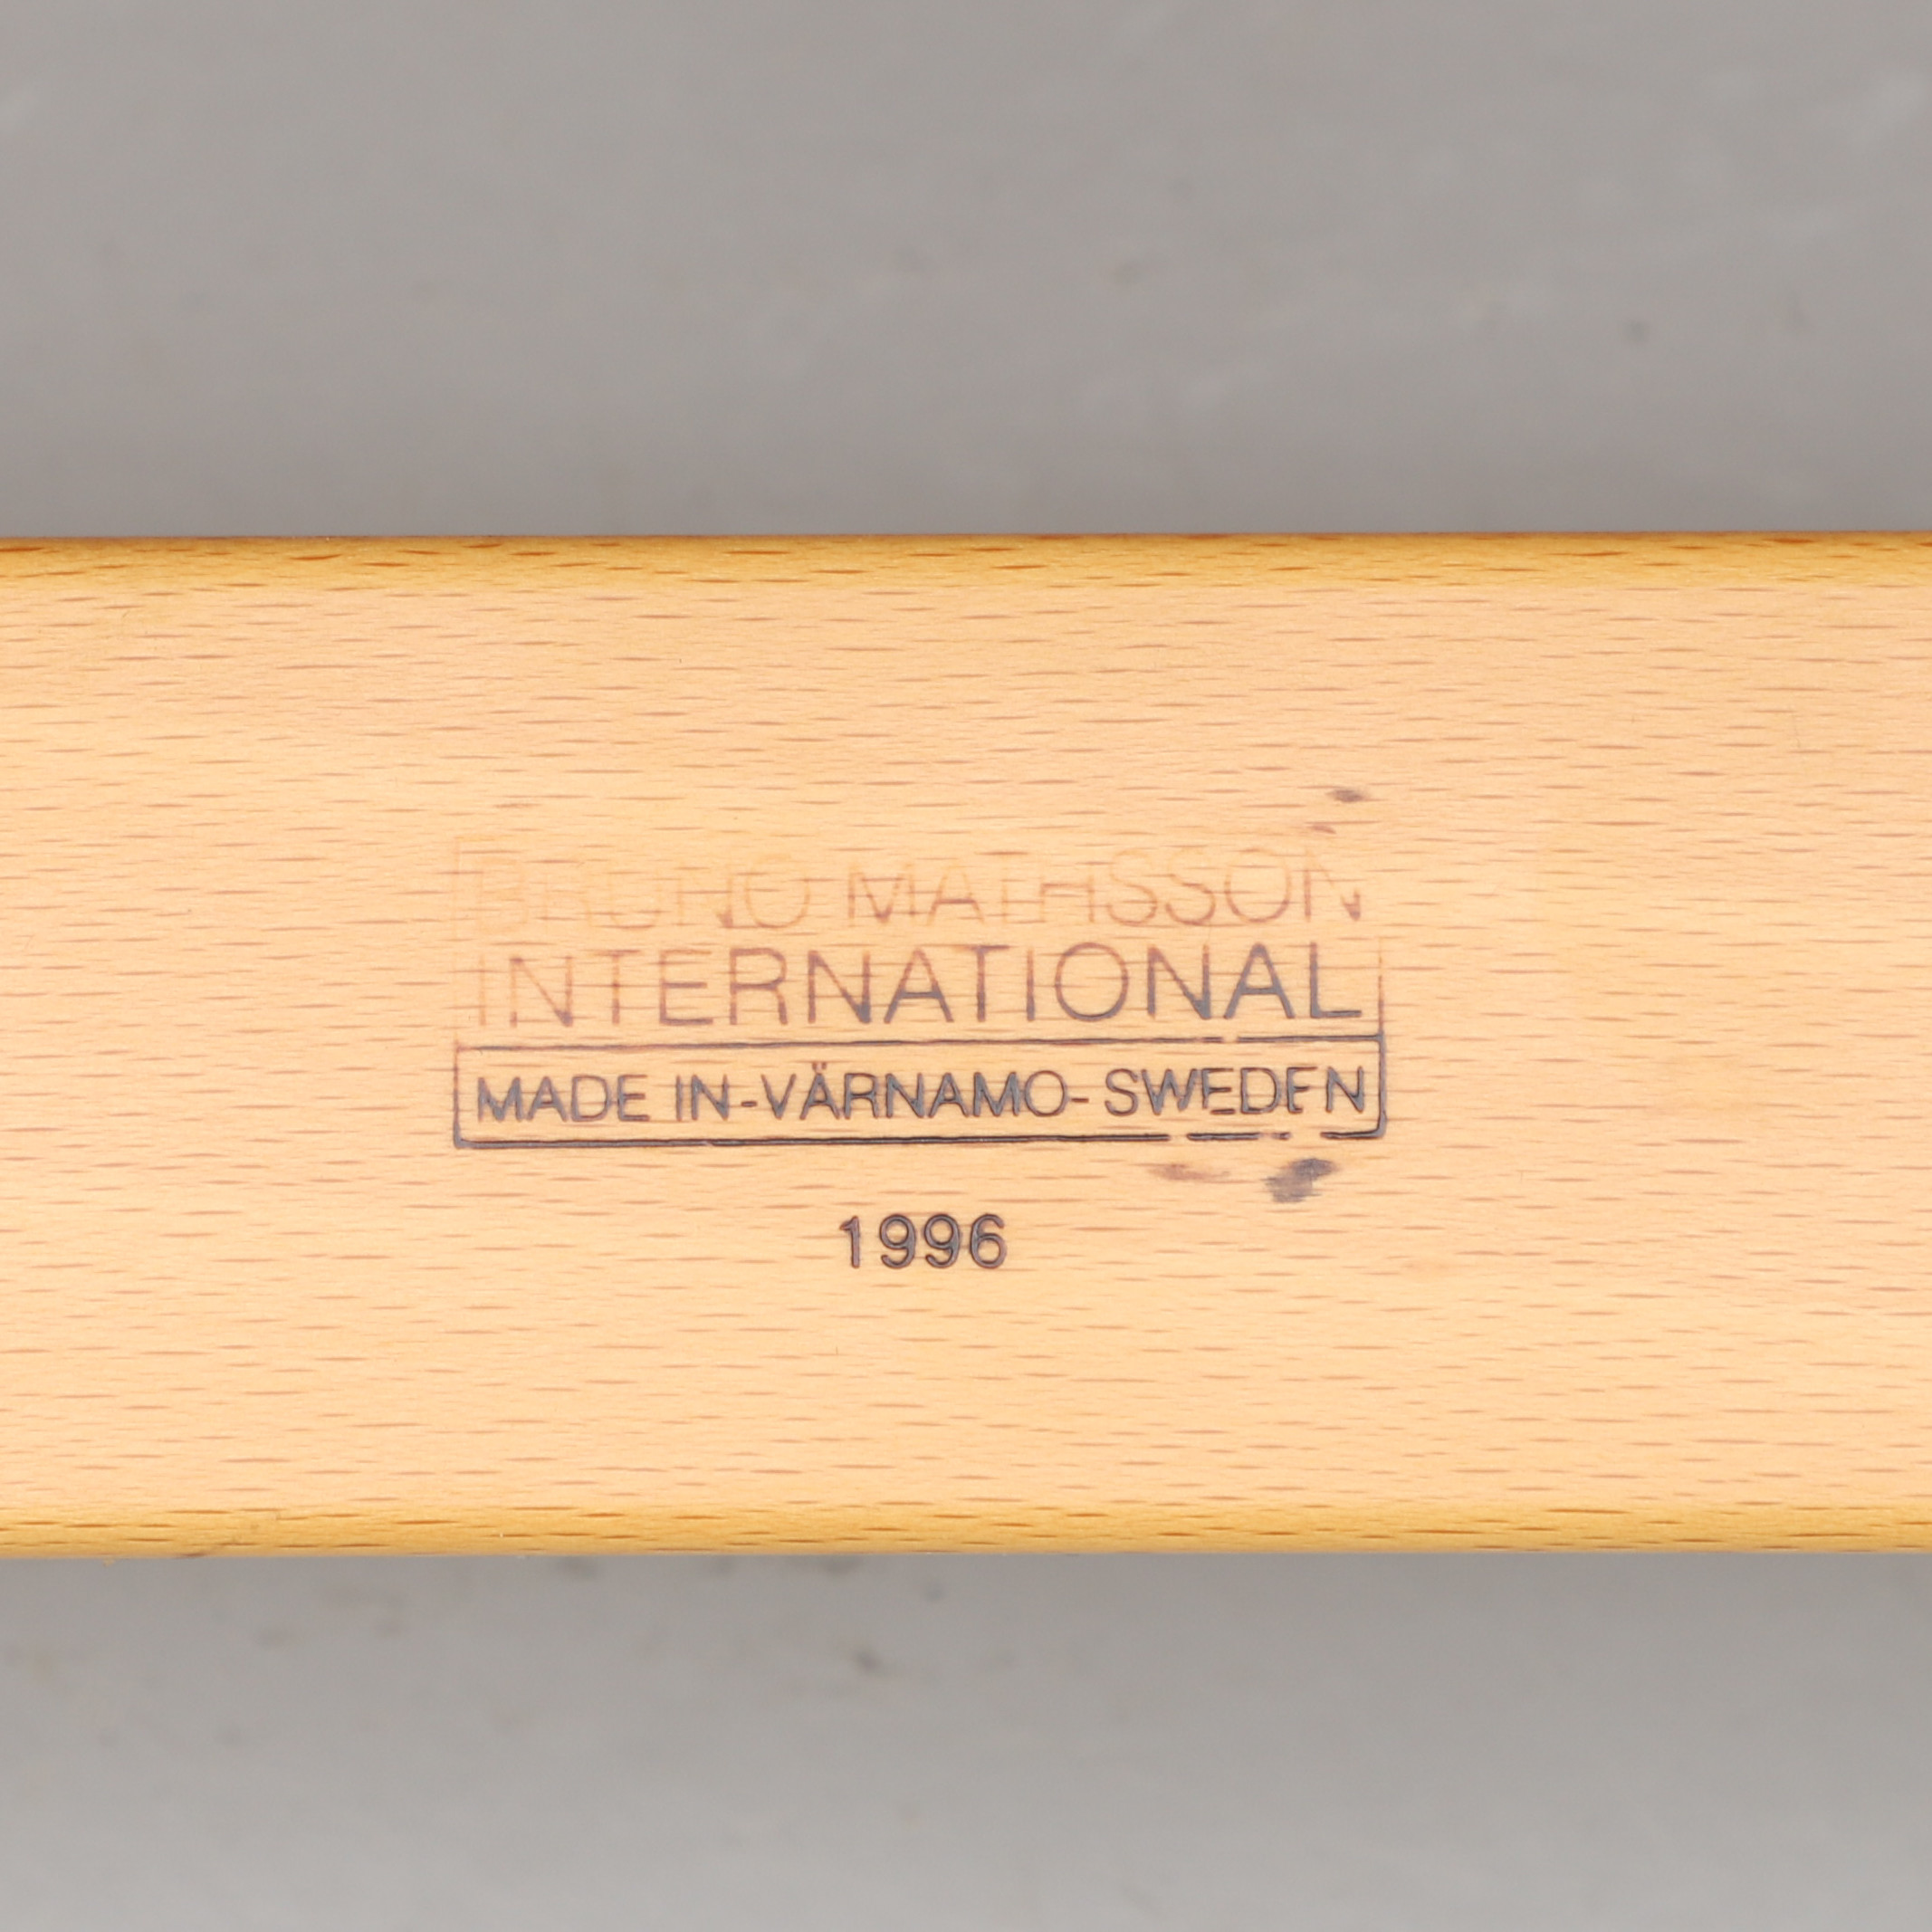 BRUNO MATHSSON
INTERNATIONAL
MADE IN-VÄRNAMO-SWEDEN
1996